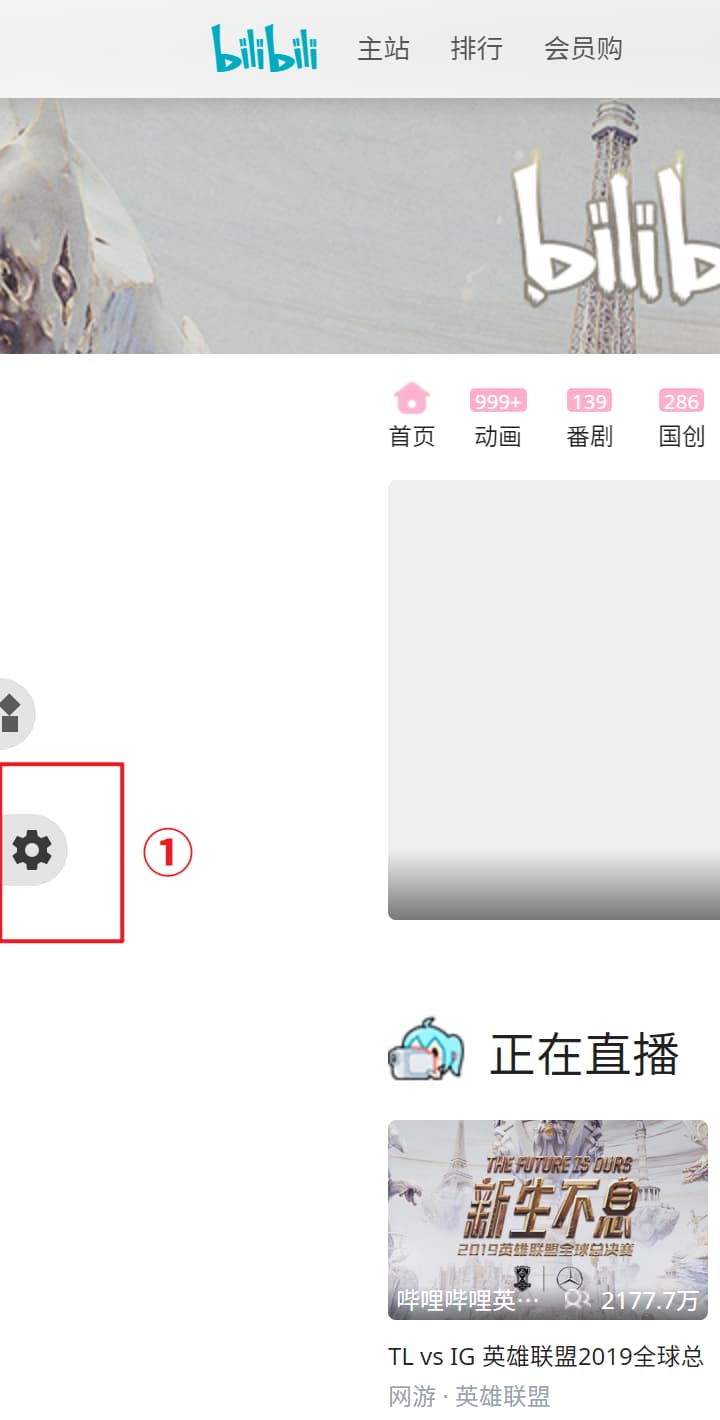 bilibili 主站 排行 会员购
bilib
999+ 139 286
首页 动画 番剧 国创
①
正在直播
THE FUTURE IS OURS
新生不息
2019英雄联盟全球总决赛
哔哩哔哩英… 2177.7万
TL vs IG 英雄联盟2019全球总
网游 · 英雄联盟